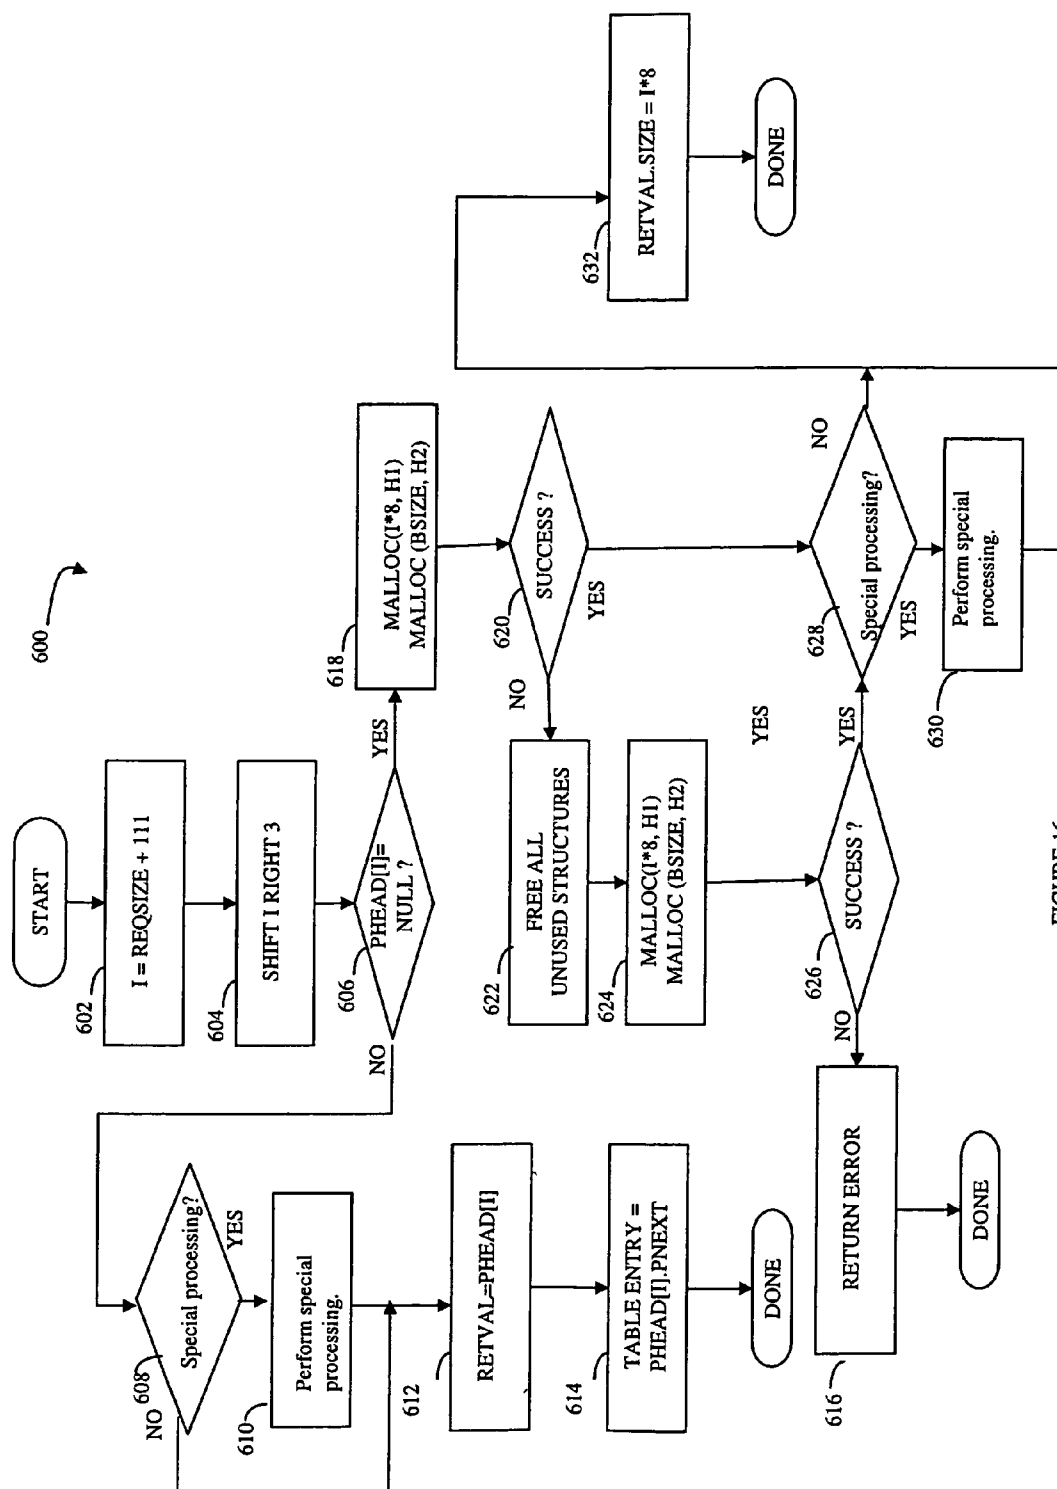 600
START
602
I = REQSIZE + 111
604
SHIFT I RIGHT 3
606
PHEAD[I]=
NULL ?
NO
YES
608
Special processing?
NO
YES
610
Perform special
processing.
612
RETVAL=PHEAD[I]
614
TABLE ENTRY =
PHEAD[I].PNEXT
DONE
618
MALLOC(I*8, H1)
MALLOC (BSIZE, H2)
620
SUCCESS ?
NO
YES
622
FREE ALL
UNUSED STRUCTURES
624
MALLOC(I*8, H1)
MALLOC (BSIZE, H2)
YES
626
SUCCESS ?
NO
YES
616
RETURN ERROR
DONE
628
Special processing?
NO
YES
630
Perform special
processing.
632
RETVAL.SIZE = I*8
DONE